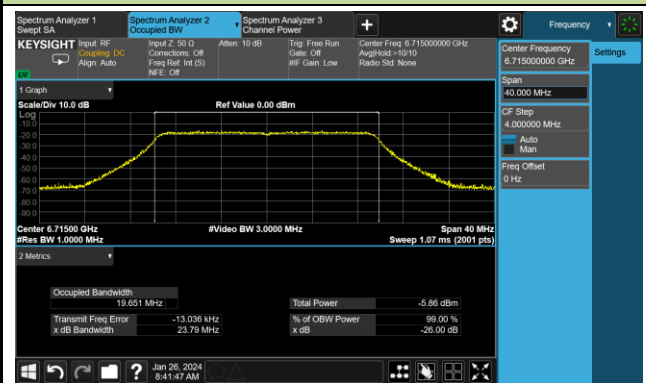 Spectrum Analyzer 1
Swept SA
Spectrum Analyzer 2
Occupied BW
Spectrum Analyzer 3
Channel Power
+
Frequency
KEYSIGHT
Input: RF
Coupling: DC
Align: Auto
Input Z: 50 Ω
Corrections: Off
Freq Ref: Int (S)
NFE: Off
Atten: 10 dB
Trig: Free Run
Gate: Off
#IF Gain: Low
Center Freq: 6.715000000 GHz
Avg|Hold:>10/10
Radio Std: None
Center Frequency
6.715000000 GHz
Settings
Span
40.000 MHz
CF Step
4.000000 MHz
Auto
Man
Freq Offset
0 Hz
1 Graph
Scale/Div 10.0 dB
Ref Value 0.00 dBm
Log
-10.0
-20.0
-30.0
-40.0
-50.0
-60.0
-70.0
-80.0
-90.0
Center 6.71500 GHz
#Video BW 3.0000 MHz
Span 40 MHz
#Res BW 1.0000 MHz
Sweep 1.07 ms (2001 pts)
2 Metrics
Occupied Bandwidth
19.651 MHz
Total Power
-5.86 dBm
Transmit Freq Error
-13.036 kHz
% of OBW Power
99.00 %
x dB Bandwidth
23.79 MHz
x dB
-26.00 dB
?
Jan 26, 2024
8:41:47 AM